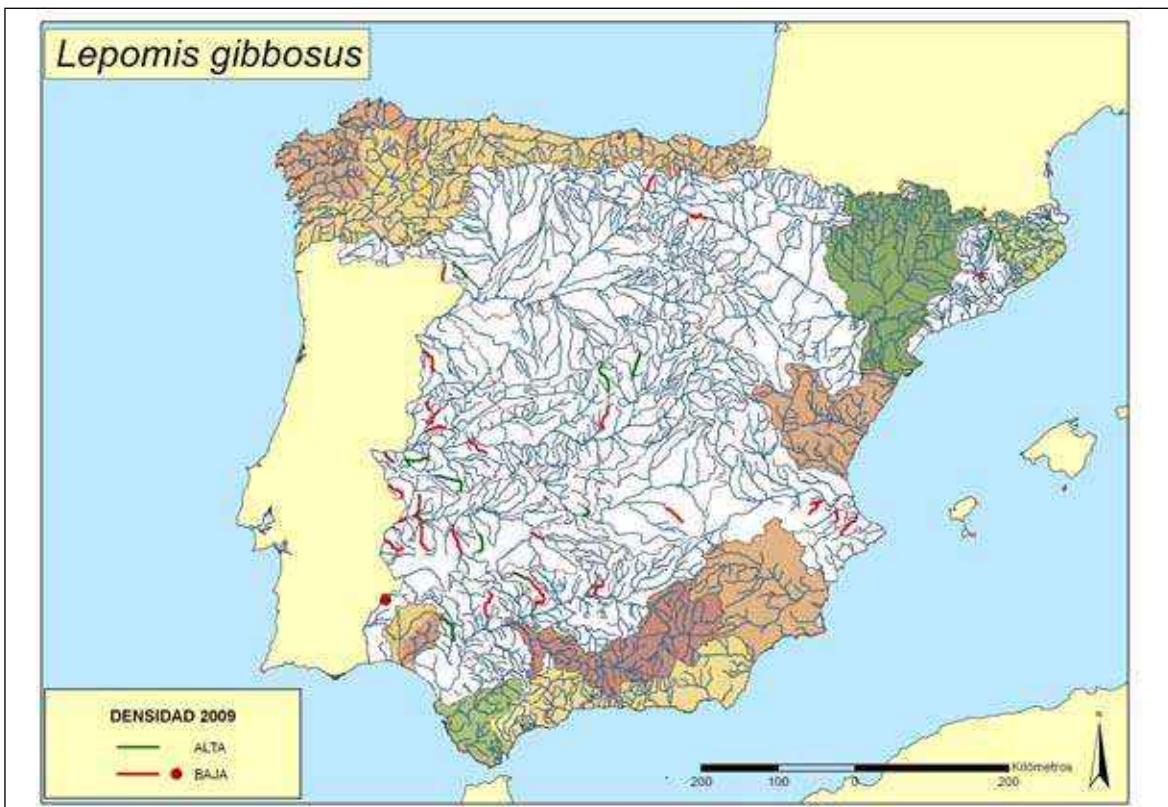 Lepomis gibbosus
DENSIDAD 2009
ALTA
BAJA
Kilómetros
200 100 0 200
N